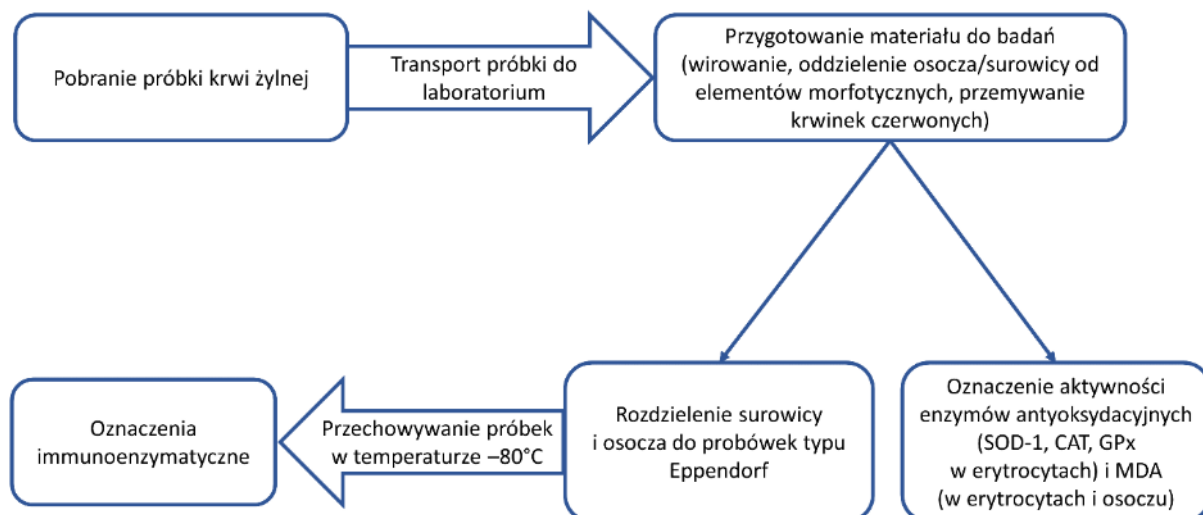 Pobranie próbki krwi żylnej
Transport próbki do
laboratorium
Przygotowanie materiału do badań
(wirowanie, oddzielenie osocza/surowicy od
elementów morfotycznych, przemywanie
krwinek czerwonych)
Oznaczenia
immunoenzymatyczne
Przechowywanie próbek
w temperaturze –80°C
Rozdzielenie surowicy
i osocza do probówek typu
Eppendorf
Oznaczenie aktywności
enzymów antyoksydacyjnych
(SOD-1, CAT, GPx
w erytrocytach) i MDA
(w erytrocytach i osoczu)